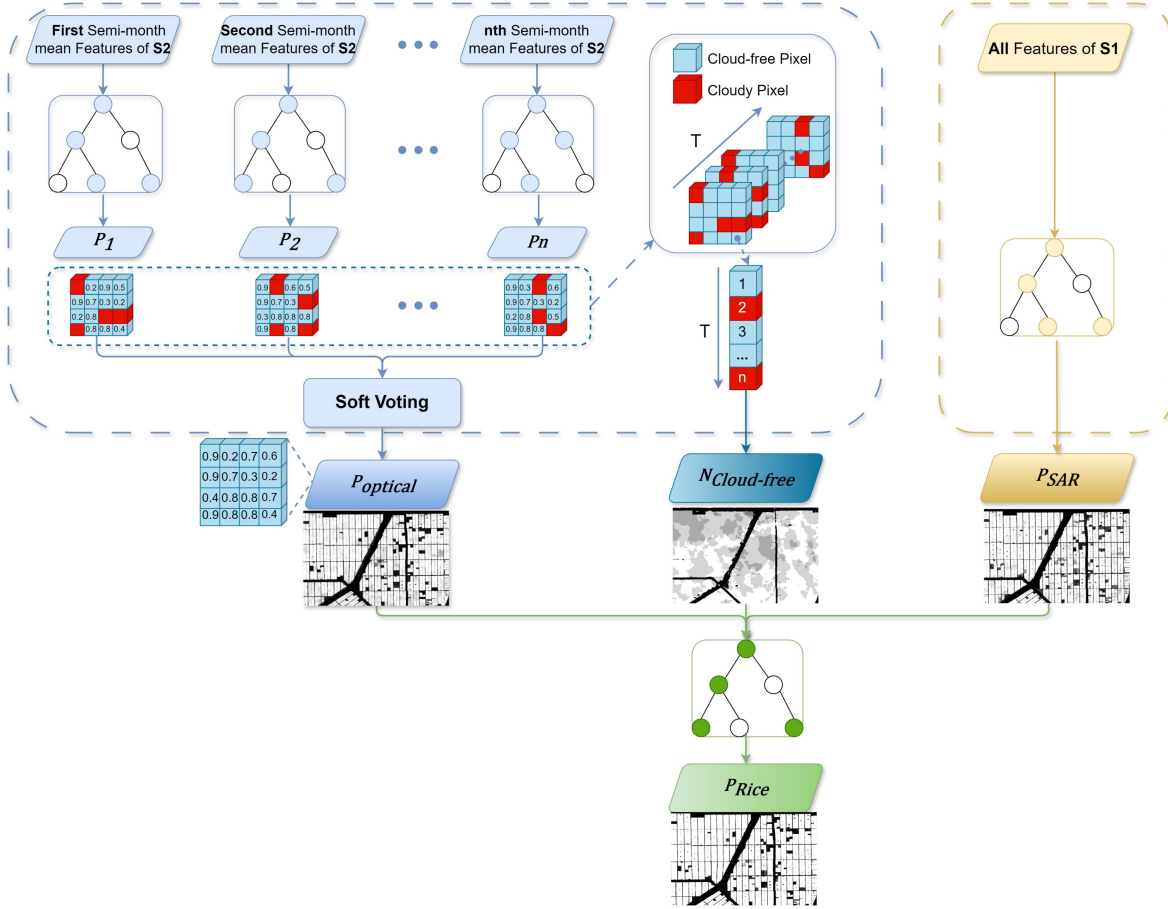 First Semi-month
mean Features of S2
Second Semi-month
mean Features of S2
nth Semi-month
mean Features of S2
All Features of S1
Cloud-free Pixel
Cloudy Pixel
T
P1
P2
Pn
0.2 0.9 0.5
0.9 0.7 0.3 0.2
0.2 0.8
0.8 0.8 0.4
0.9 0.6 0.5
0.9 0.7 0.3
0.3 0.8 0.8 0.8
0.9 0.8
0.9 0.3 0.6
0.9 0.7 0.3 0.2
0.2 0.8 0.5
0.9 0.8 0.8
T
1
2
3
...
n
Soft Voting
0.9 0.2 0.7 0.6
0.9 0.7 0.3 0.2
0.4 0.8 0.8 0.7
0.9 0.8 0.8 0.4
Poptical
NCloud-free
PSAR
PRice